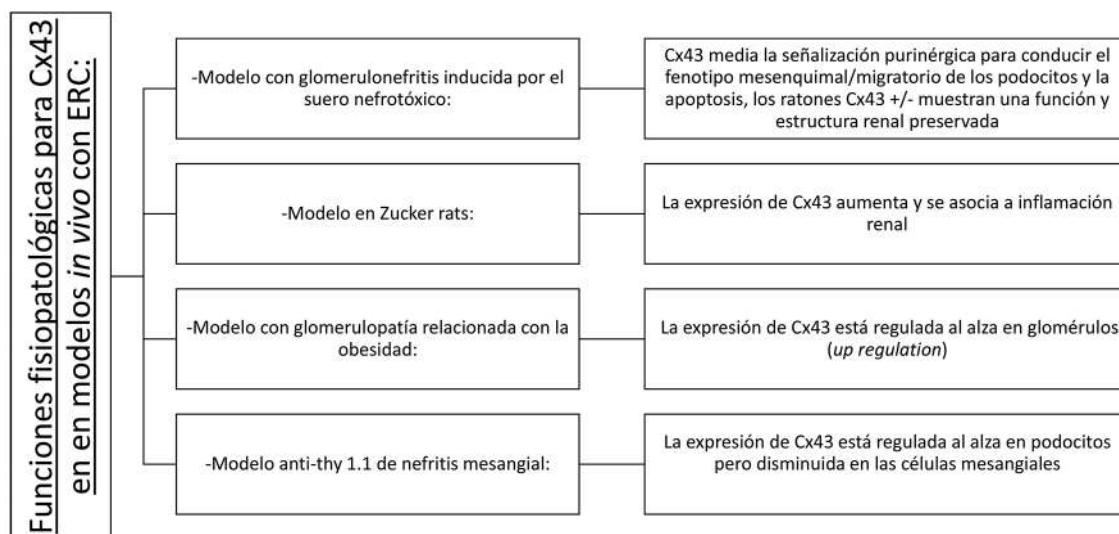 Funciones fisiopatológicas para Cx43
en en modelos in vivo con ERC:
-Modelo con glomerulonefritis inducida por el
suero nefrotóxico:
Cx43 media la señalización purinérgica para conducir el
fenotipo mesenquimal/migratorio de los podocitos y la
apoptosis, los ratones Cx43 +/- muestran una función y
estructura renal preservada
-Modelo en Zucker rats:
La expresión de Cx43 aumenta y se asocia a inflamación
renal
-Modelo con glomerulopatía relacionada con la
obesidad:
La expresión de Cx43 está regulada al alza en glomérulos
(up regulation)
-Modelo anti-thy 1.1 de nefritis mesangial:
La expresión de Cx43 está regulada al alza en podocitos
pero disminuida en las células mesangiales